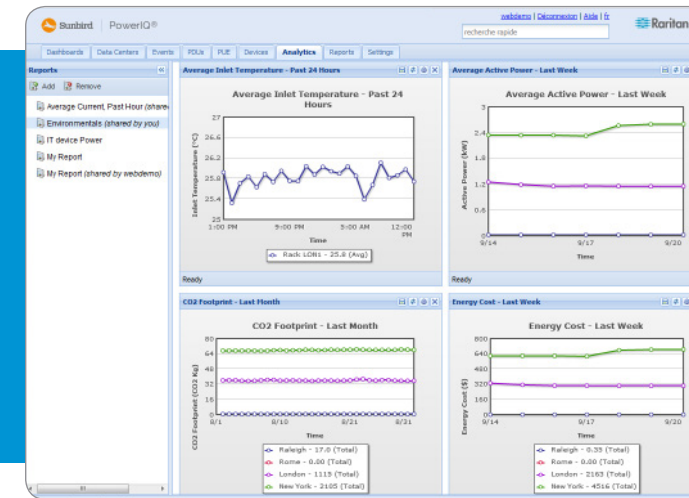 Sunbird PowerIQ®
webdemo | Déconnexion | Aide | fr
recherche rapide
Raritan
Dashboards Data Centers Events PDUs PUE Devices Analytics Reports Settings
Reports
Add Remove
Average Current, Past Hour (share
Environmentals (shared by you)
IT device Power
My Report
My Report (shared by webdemo)
Average Inlet Temperature - Past 24 Hours
Average Inlet Temperature - Past 24
Hours
Inlet Temperature (°C)
27
26.6
26.2
25.8
25.4
25
1:00 PM 9:00 PM 5:00 AM 12:00
PM
Time
Rack LON1 - 25.8 (Avg)
Ready
Average Active Power - Last Week
Average Active Power - Last Week
Active Power (kW)
3
2.4
1.8
1.2
0.6
0
9/14 9/17 9/20
Time
Ready
CO2 Footprint - Last Month
CO2 Footprint - Last Month
CO2 Footprint (CO2 Kg)
80
64
48
32
16
0
8/1 8/10 8/21 8/31
Time
Raleigh - 17.0 (Total)
Rome - 0.00 (Total)
London - 1115 (Total)
New York - 2105 (Total)
Energy Cost - Last Week
Energy Cost - Last Week
Energy Cost ($)
800
640
480
320
160
0
9/14 9/17 9/20
Time
Raleigh - 0.55 (Total)
Rome - 0.00 (Total)
London - 2163 (Total)
New York - 4516 (Total)